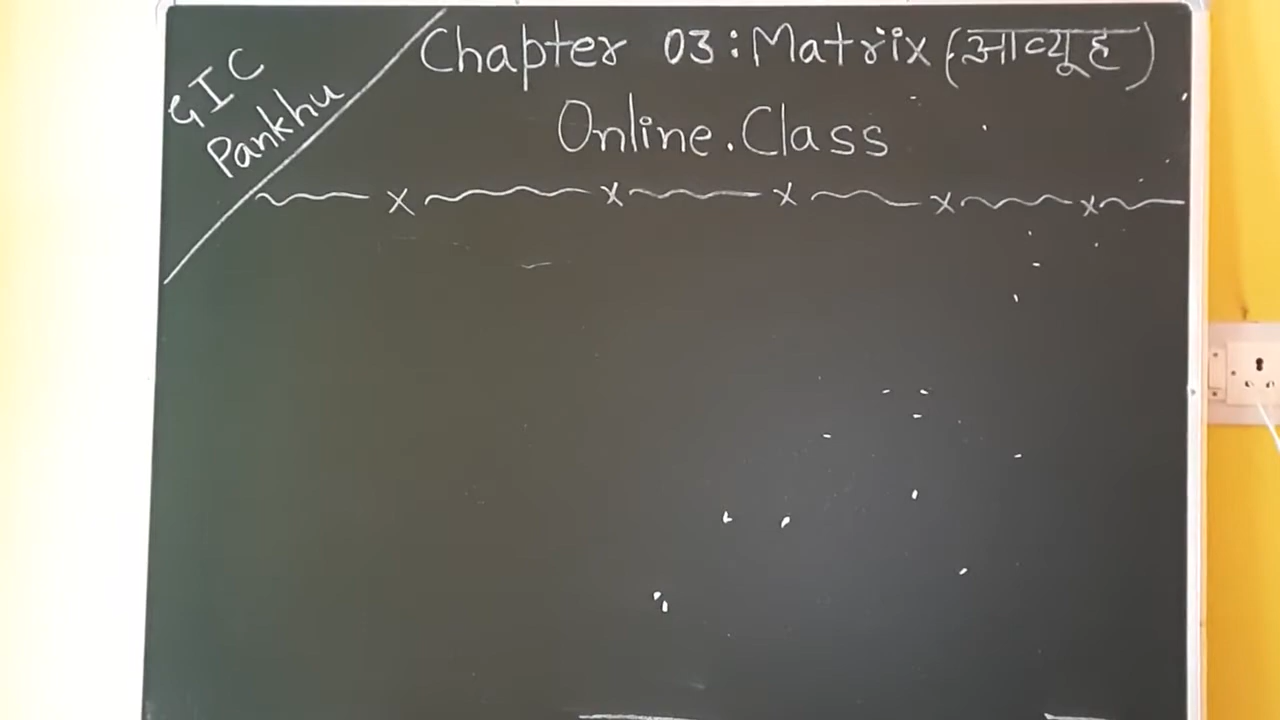 GIC
Pankhu
Chapter 03:Matrix (आव्यूह)
Online.Class